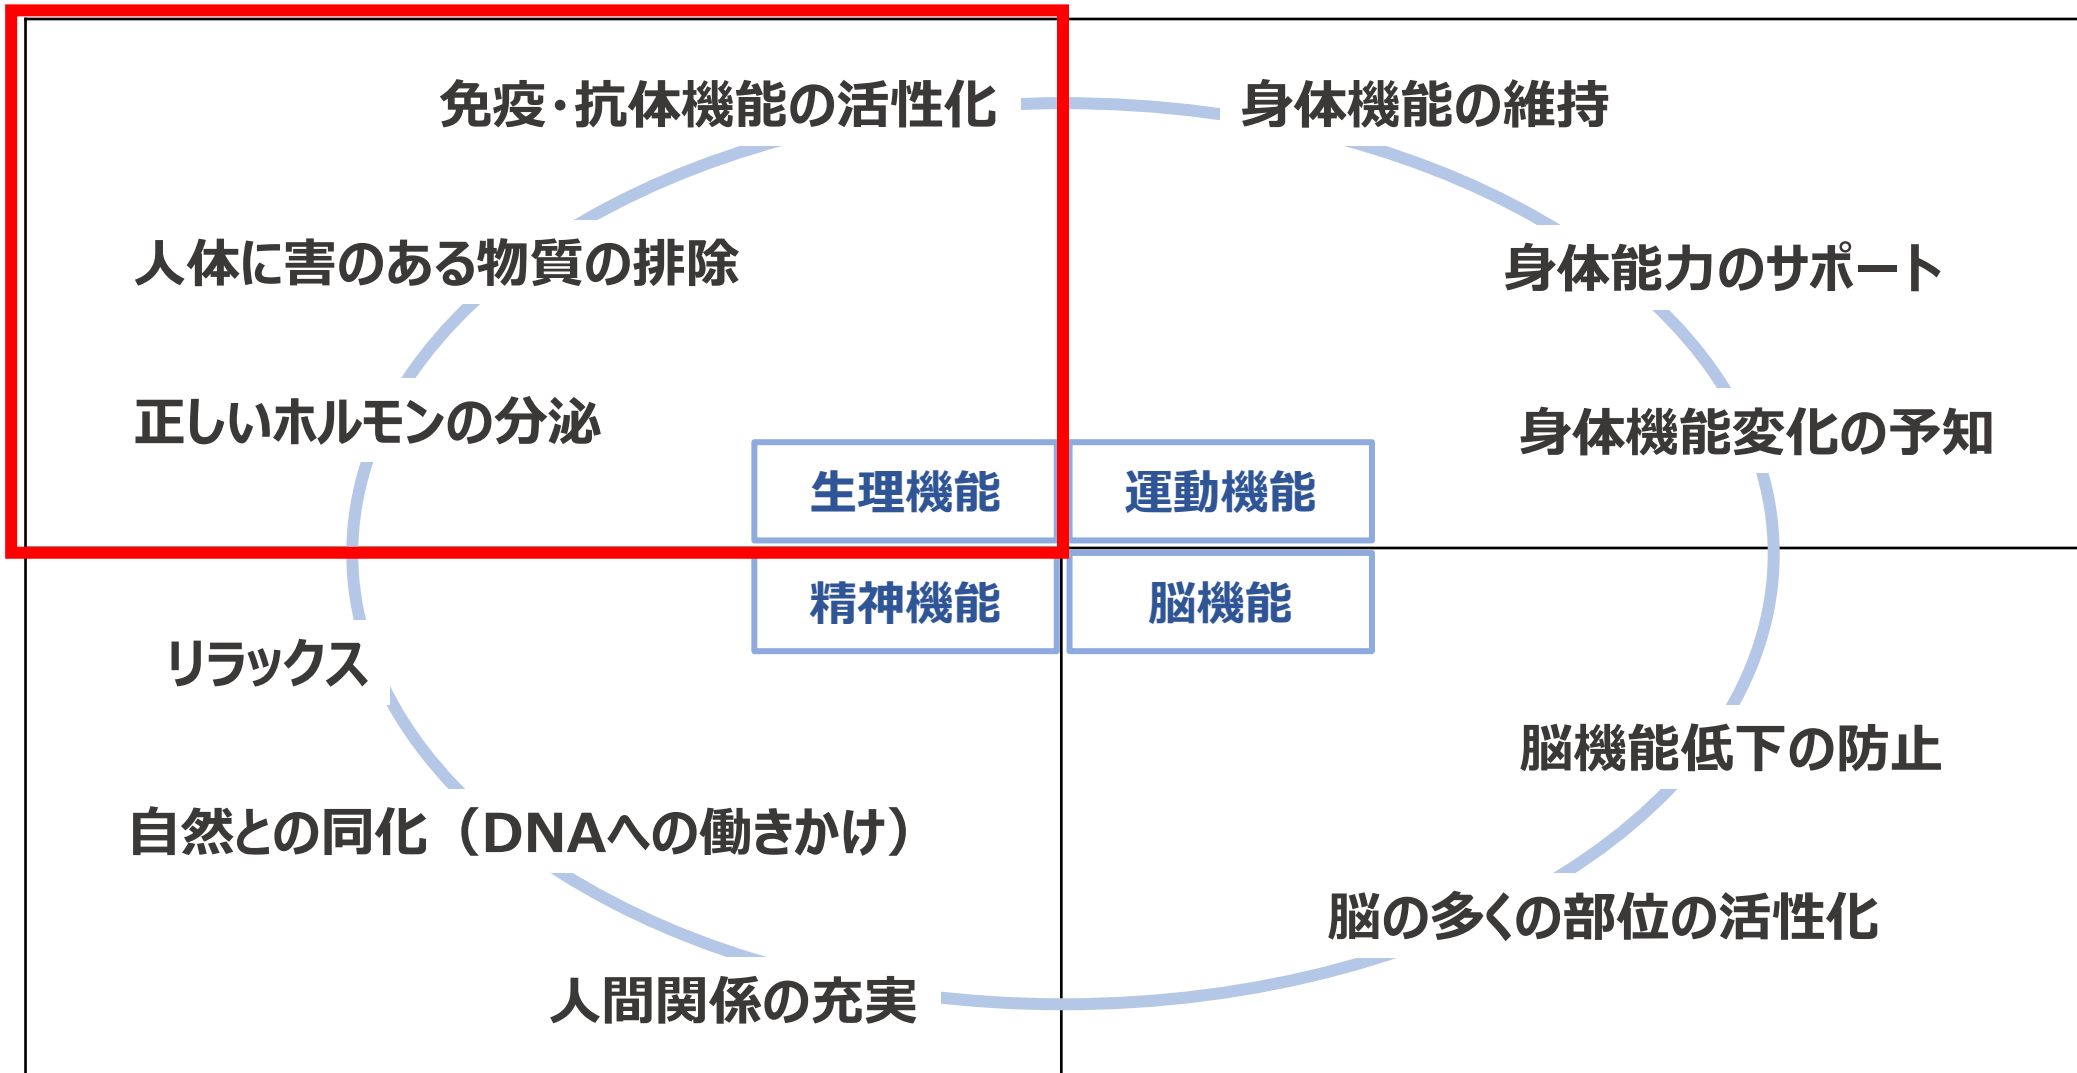 免疫・抗体機能の活性化
人体に害のある物質の排除
正しいホルモンの分泌
生理機能
身体機能の維持
身体能力のサポート
身体機能変化の予知
運動機能
精神機能
リラックス
自然との同化（DNAへの働きかけ）
人間関係の充実
脳機能
脳機能低下の防止
脳の多くの部位の活性化